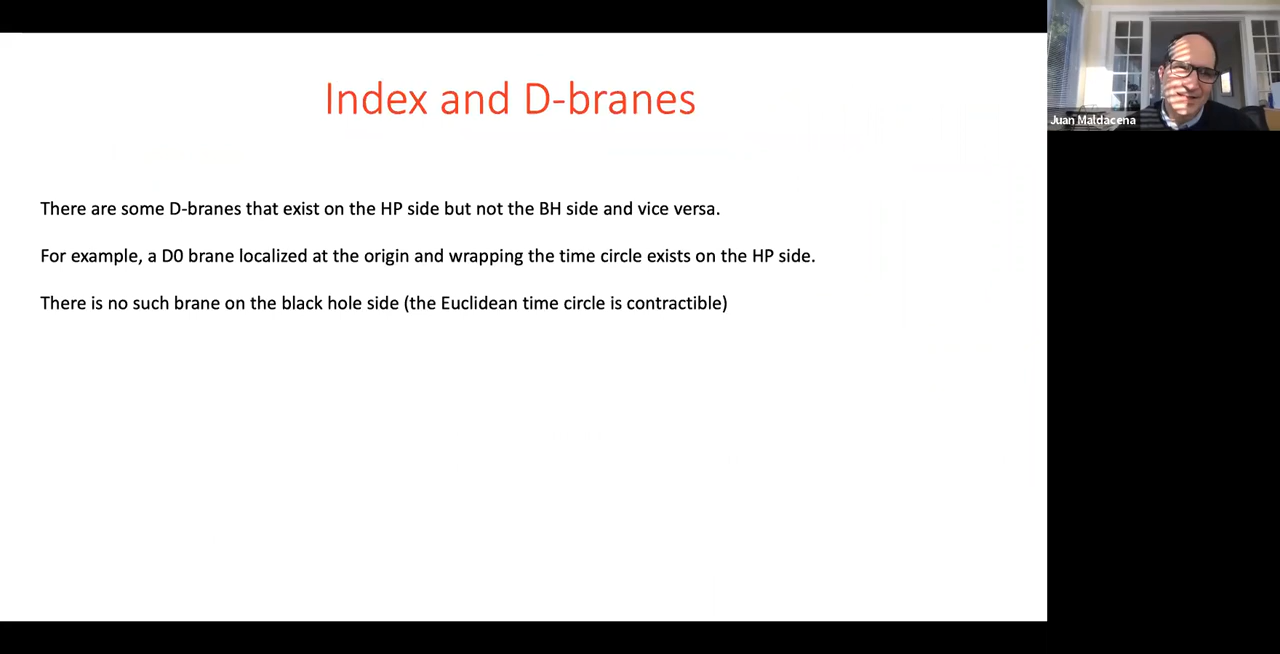 Index and D-branes
Juan Maldacena
There are some D-branes that exist on the HP side but not the BH side and vice versa.
For example, a D0 brane localized at the origin and wrapping the time circle exists on the HP side.
There is no such brane on the black hole side (the Euclidean time circle is contractible)